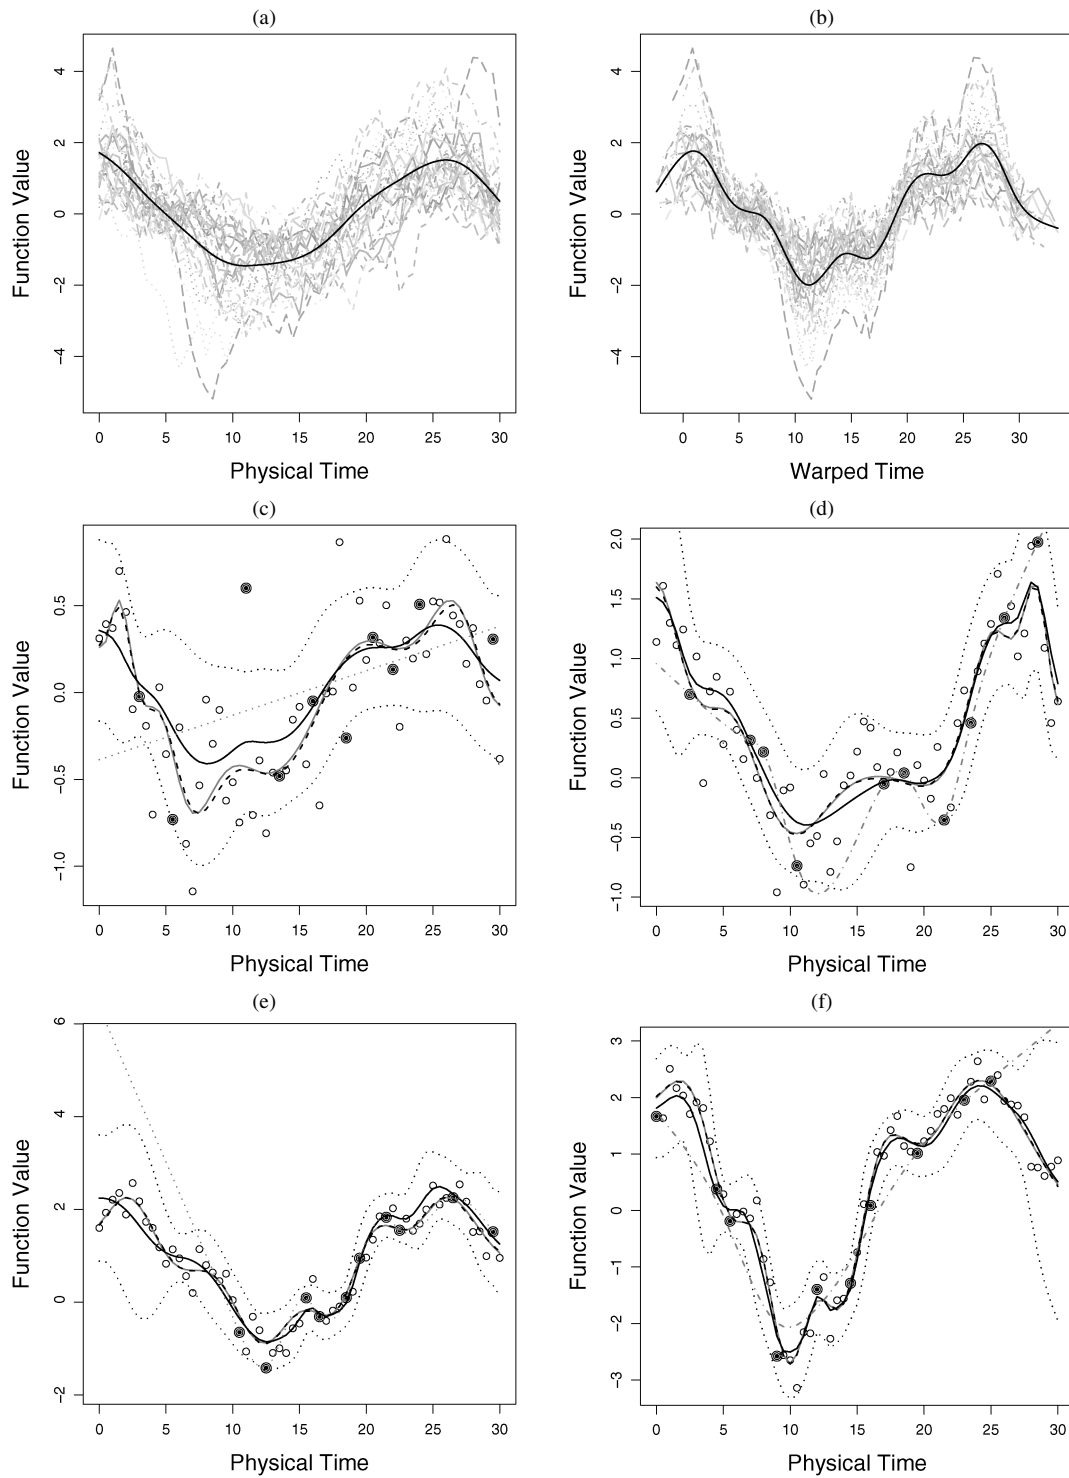 (a)
(b)
Function Value
4
2
0
−2
−4
0 5 10 15 20 25 30
Physical Time
Function Value
4
2
0
−2
−4
0 5 10 15 20 25 30
Warped Time
(c)
(d)
Function Value
0.5
0.0
−0.5
−1.0
0 5 10 15 20 25 30
Physical Time
Function Value
2.0
1.5
1.0
0.5
0.0
−0.5
−1.0
0 5 10 15 20 25 30
Physical Time
(e)
(f)
Function Value
6
4
2
0
−2
0 5 10 15 20 25 30
Physical Time
Function Value
3
2
1
0
−1
−2
−3
0 5 10 15 20 25 30
Physical Time